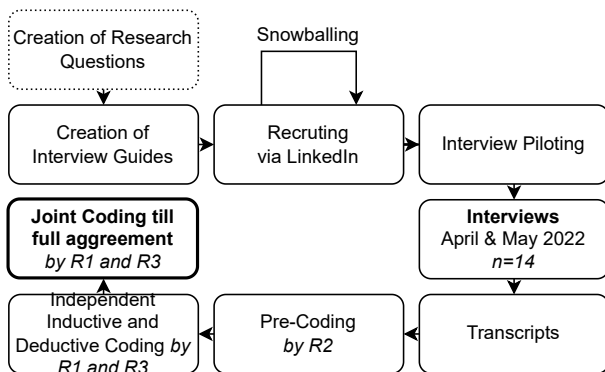 Creation of Research
Questions
Snowballing
Creation of
Interview Guides
Recruting
via LinkedIn
Interview Piloting
Interviews
April & May 2022
n=14
Transcripts
Pre-Coding
by R2
Independent
Inductive and
Deductive Coding by
R1 and R3
Joint Coding till
full aggreement
by R1 and R3